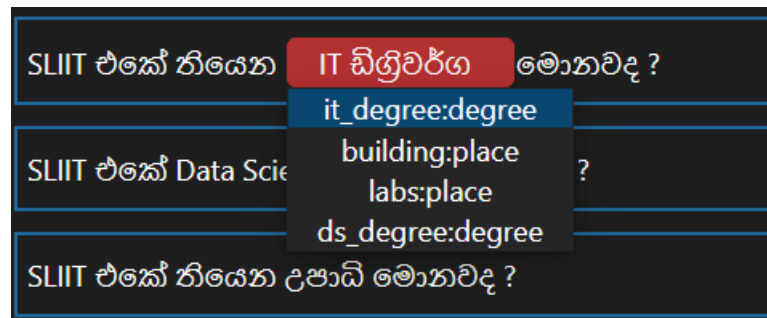 SLIIT එකේ තියෙන IT ඩිග්‍රිවර්ග මොනවද ?
it_degree:degree
building:place
SLIIT එකේ Data Scie ?
labs:place
ds_degree:degree
SLIIT එකේ තියෙන උපාධි මොනවද ?